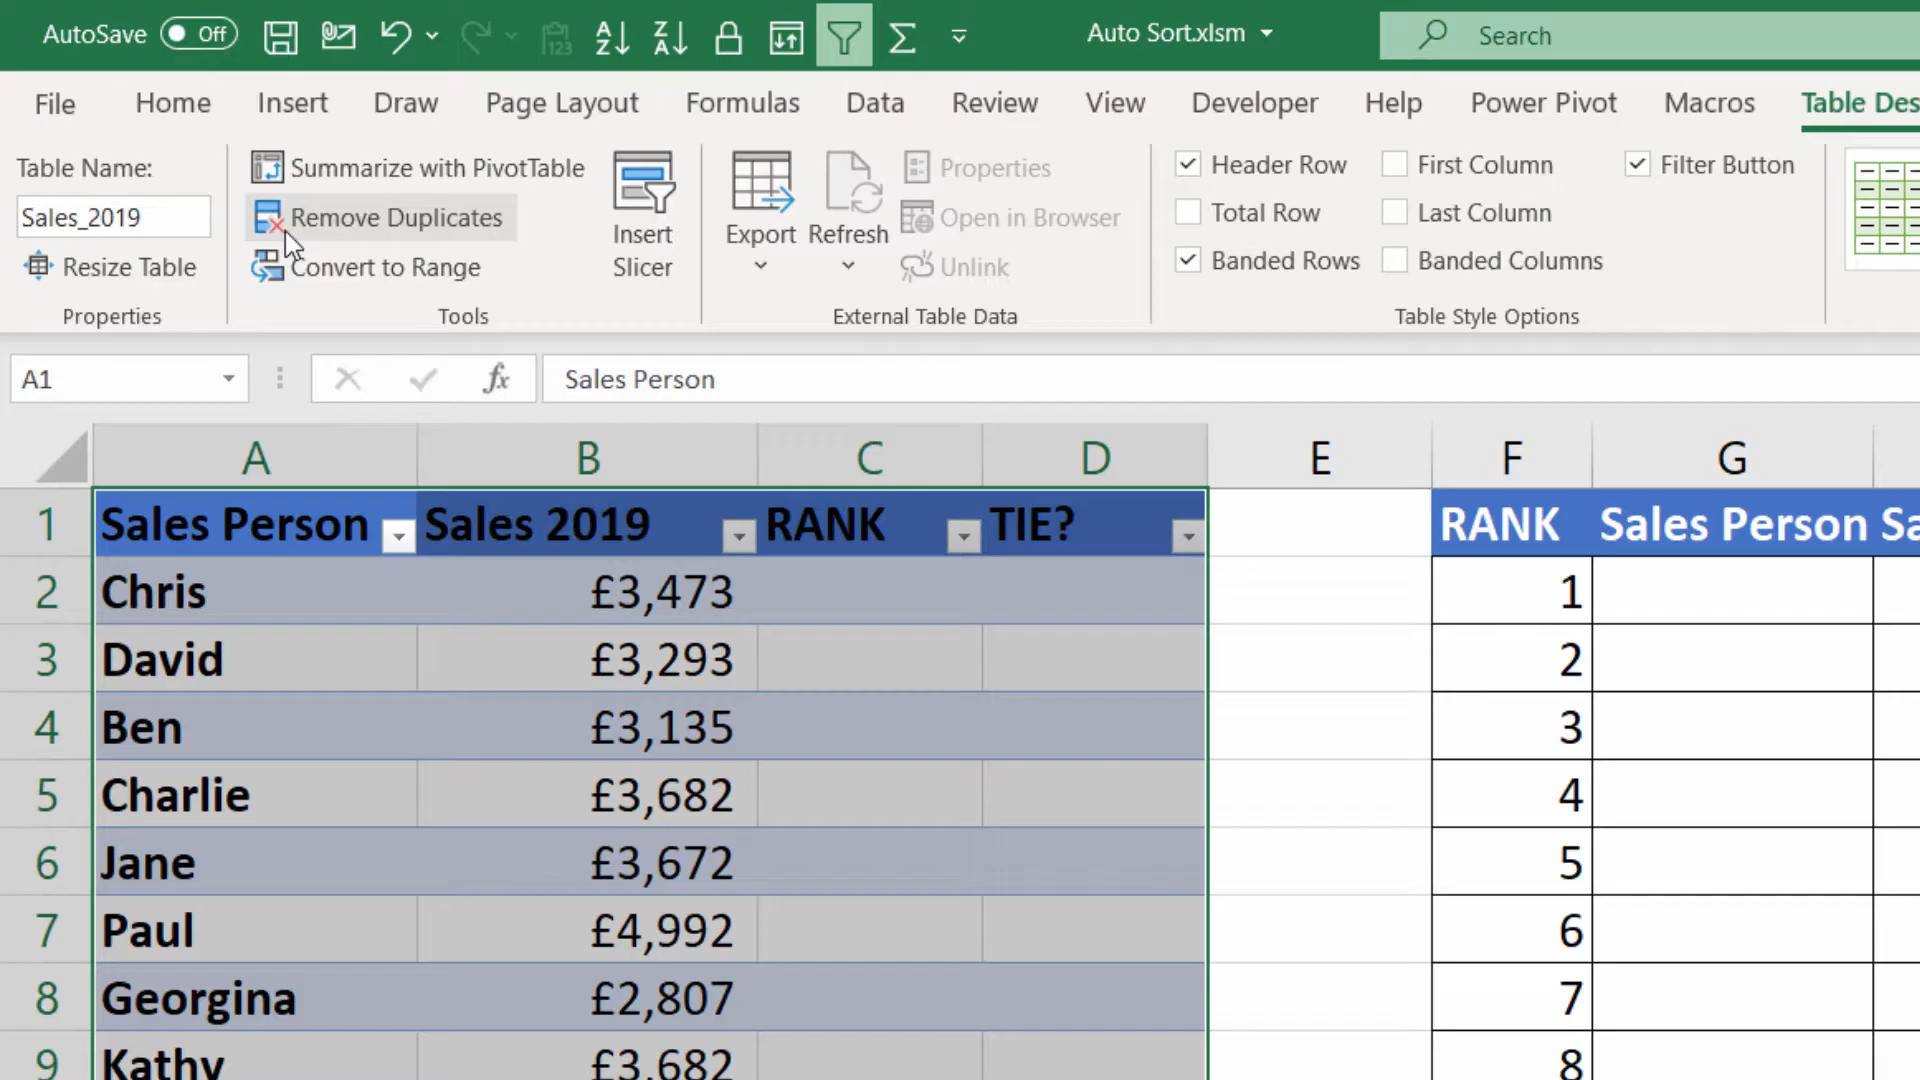 AutoSave Off Auto Sort.xlsm Search
File Home Insert Draw Page Layout Formulas Data Review View Developer Help Power Pivot Macros Table Des
Table Name:
Sales_2019
Resize Table
Properties
Summarize with PivotTable
Remove Duplicates
Convert to Range
Insert
Slicer
Tools
Export
Refresh
Properties
Open in Browser
Unlink
External Table Data
Header Row First Column Filter Button
Total Row Last Column
Banded Rows Banded Columns
Table Style Options
A1 fx Sales Person
A B C D E F G
1 Sales Person Sales 2019 RANK TIE? RANK Sales Person Sa
2 Chris £3,473 1
3 David £3,293 2
4 Ben £3,135 3
5 Charlie £3,682 4
6 Jane £3,672 5
7 Paul £4,992 6
8 Georgina £2,807 7
9 Kathy £3,682 8